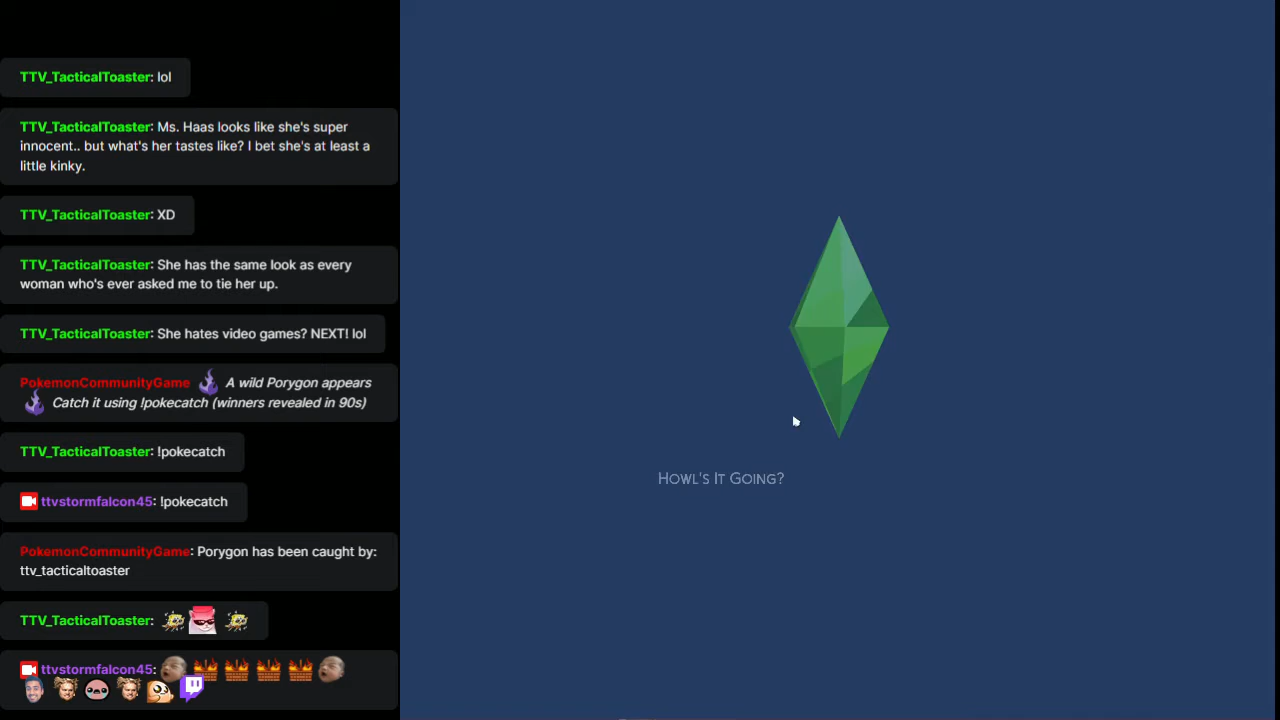 TTV_TacticalToaster: lol
TTV_TacticalToaster: Ms. Haas looks like she's super
innocent.. but what's her tastes like? I bet she's at least a
little kinky.
TTV_TacticalToaster: XD
TTV_TacticalToaster: She has the same look as every
woman who's ever asked me to tie her up.
TTV_TacticalToaster: She hates video games? NEXT! lol
PokemonCommunityGame A wild Porygon appears
Catch it using !pokecatch (winners revealed in 90s)
TTV_TacticalToaster: !pokecatch
ttvstormfalcon45: !pokecatch
PokemonCommunityGame: Porygon has been caught by:
ttv_tacticaltoaster
TTV_TacticalToaster:
ttvstormfalcon45:
Howl's It Going?